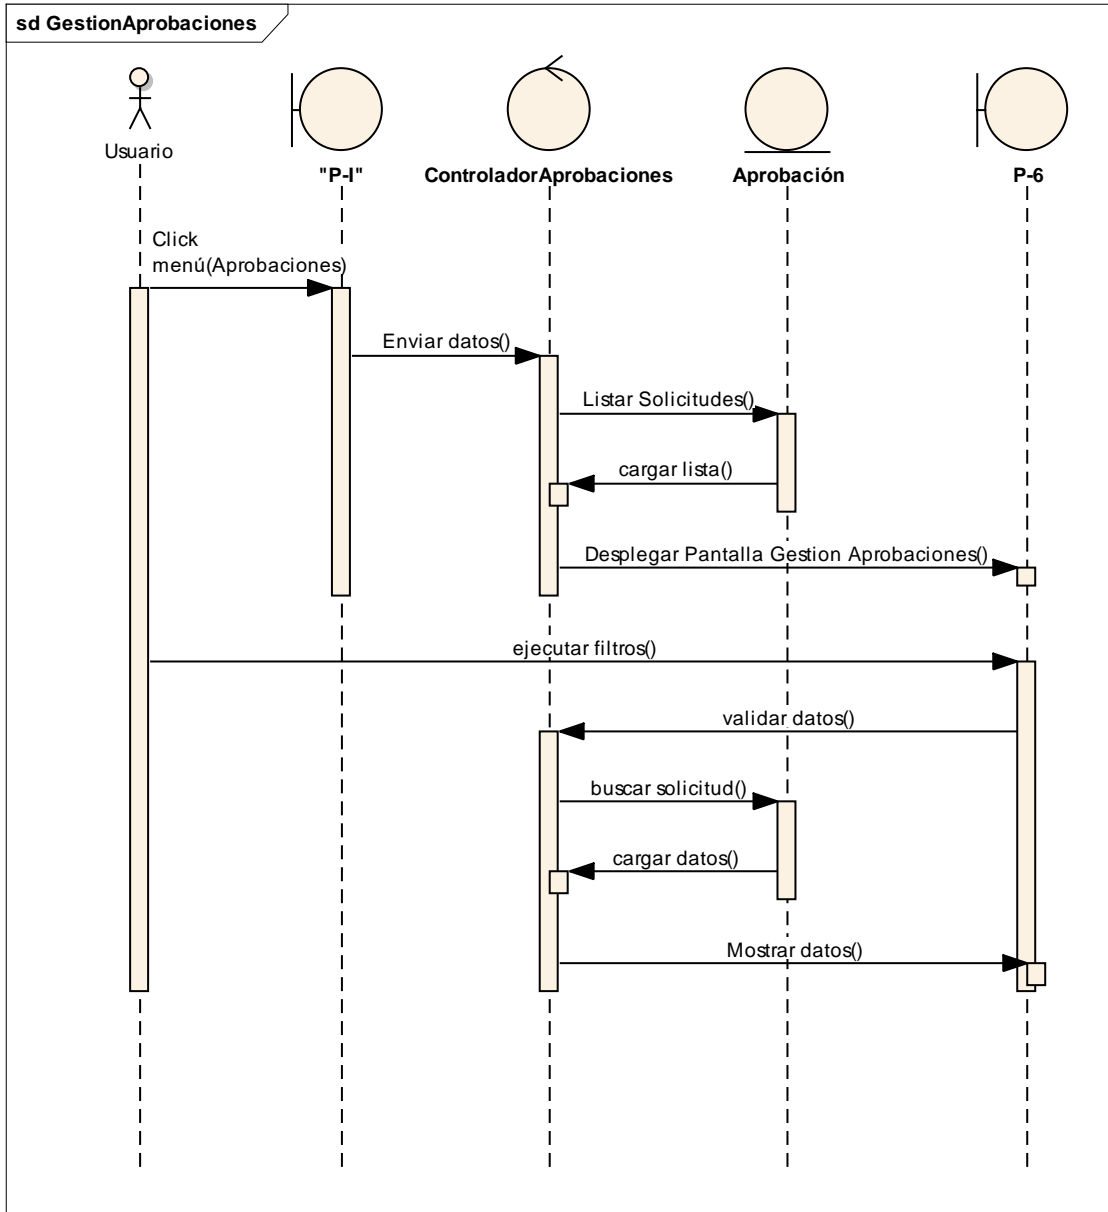 sd GestionAprobaciones
Usuario
"P-I"
ControladorAprobaciones
Aprobación
P-6
Click
menú(Aprobaciones)
Enviar datos()
Listar Solicitudes()
cargar lista()
Desplegar Pantalla Gestion Aprobaciones()
ejecutar filtros()
validar datos()
buscar solicitud()
cargar datos()
Mostrar datos()